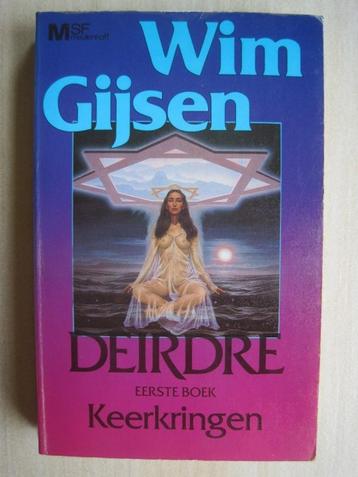 MSF
meulenhoff
Wim
Gijsen
DEIRDRE
EERSTE BOEK
Keerkringen